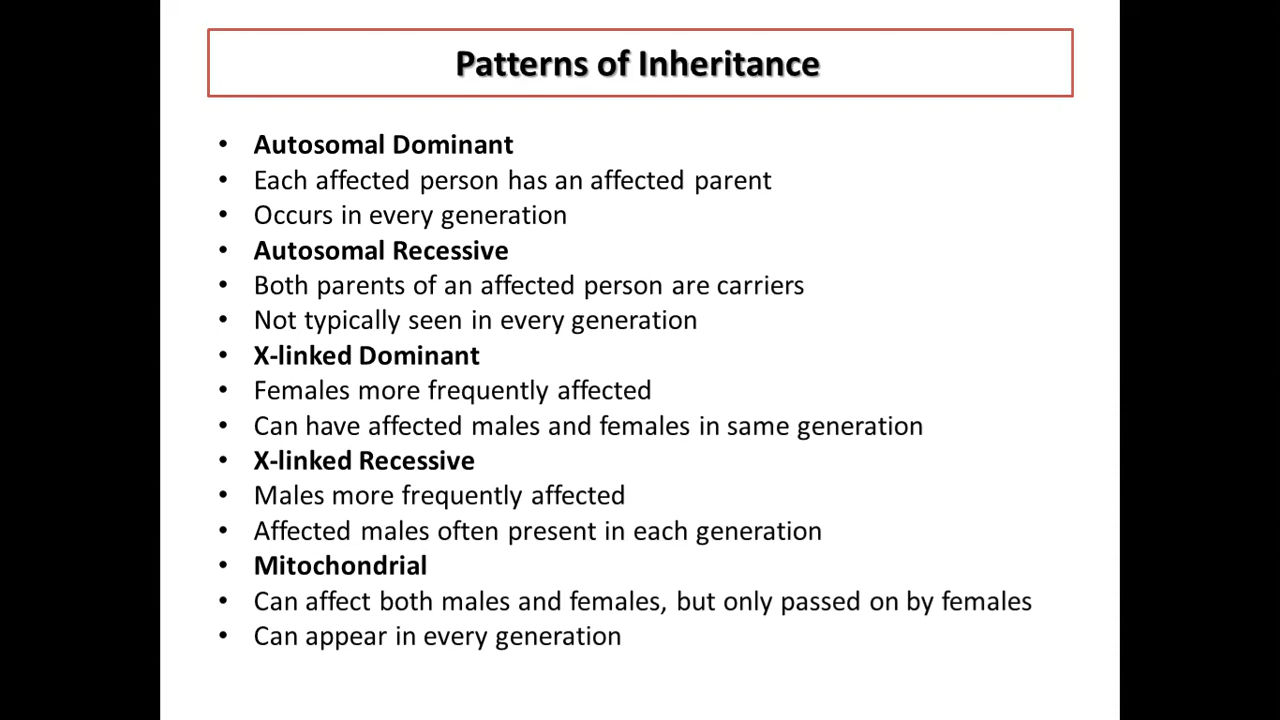 Patterns of Inheritance
• Autosomal Dominant
• Each affected person has an affected parent
• Occurs in every generation
• Autosomal Recessive
• Both parents of an affected person are carriers
• Not typically seen in every generation
• X-linked Dominant
• Females more frequently affected
• Can have affected males and females in same generation
• X-linked Recessive
• Males more frequently affected
• Affected males often present in each generation
• Mitochondrial
• Can affect both males and females, but only passed on by females
• Can appear in every generation